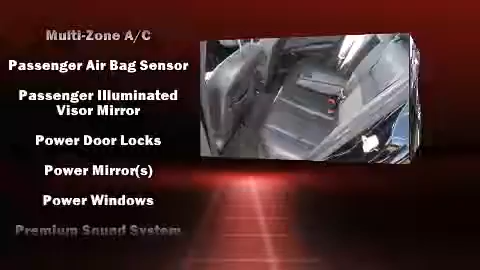 Multi-Zone A/C
Passenger Air Bag Sensor
Passenger Illuminated
Visor Mirror
Power Door Locks
Power Mirror(s)
Power Windows
Premium Sound System